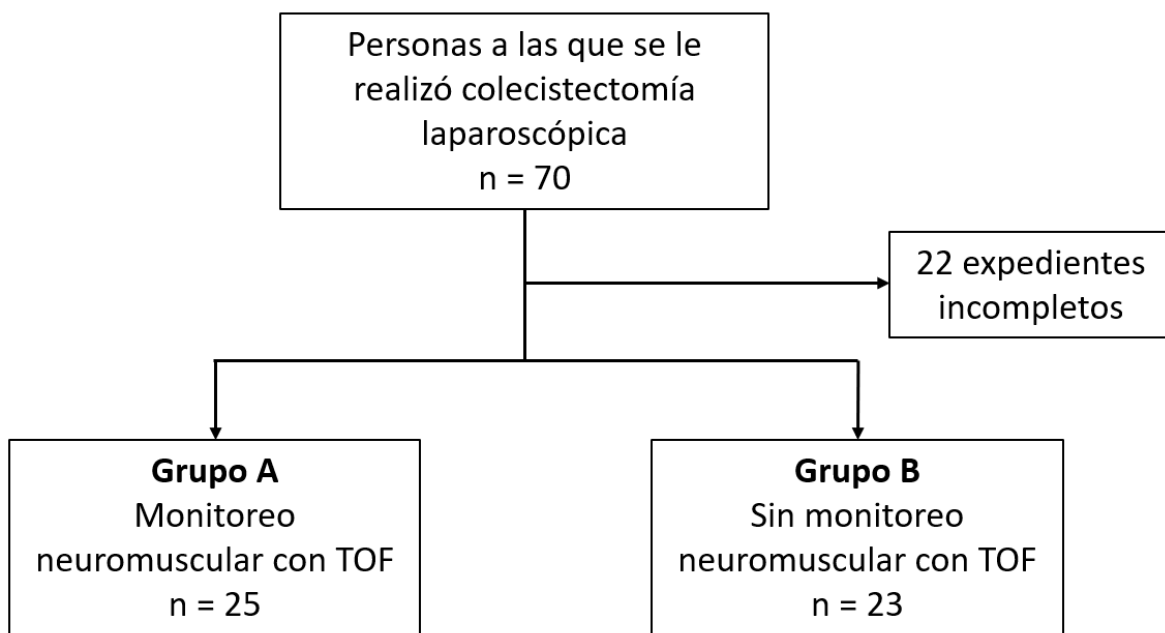 Personas a las que se le
realizó colecistectomía
laparoscópica
n = 70
22 expedientes
incompletos
Grupo A
Monitoreo
neuromuscular con TOF
n = 25
Grupo B
Sin monitoreo
neuromuscular con TOF
n = 23